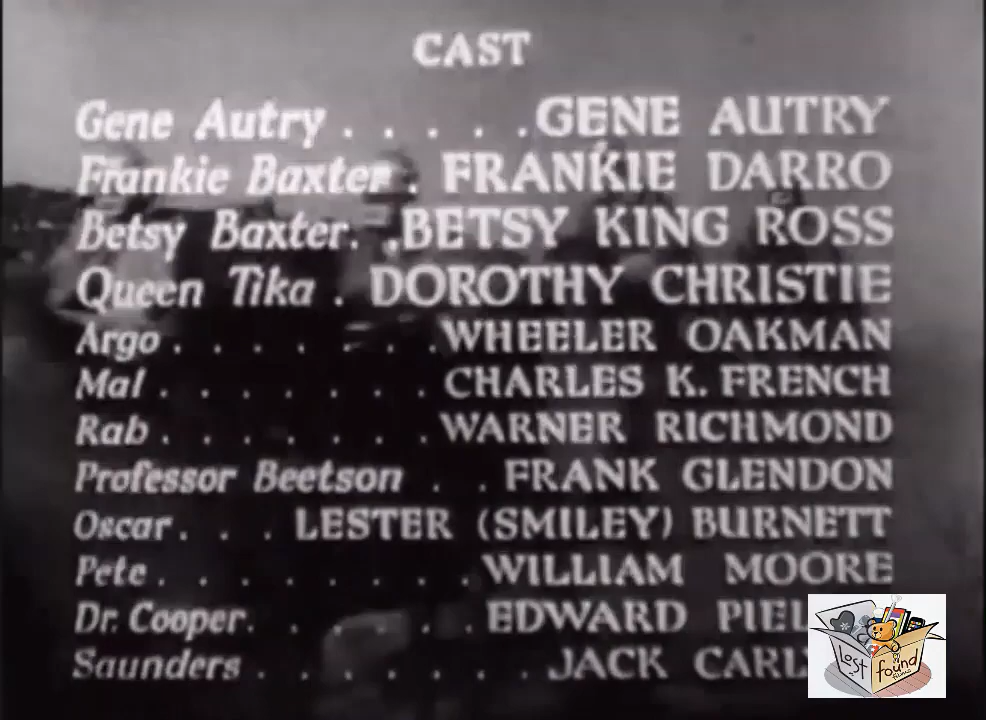 CAST
Gene Autry . . . . . GENE AUTRY
Frankie Baxter . FRANKIE DARRO
Betsy Baxter. . BETSY KING ROSS
Queen Tika . DOROTHY CHRISTIE
Argo . . . . . . . WHEELER OAKMAN
Mal . . . . . . . CHARLES K. FRENCH
Rab . . . . . . . WARNER RICHMOND
Professor Beetson . . FRANK GLENDON
Oscar . . . LESTER (SMILEY) BURNETT
Pete . . . . . . . . WILLIAM MOORE
Dr. Cooper. . . . . . EDWARD
Saunders . . . . . . . JACK
Lost
found